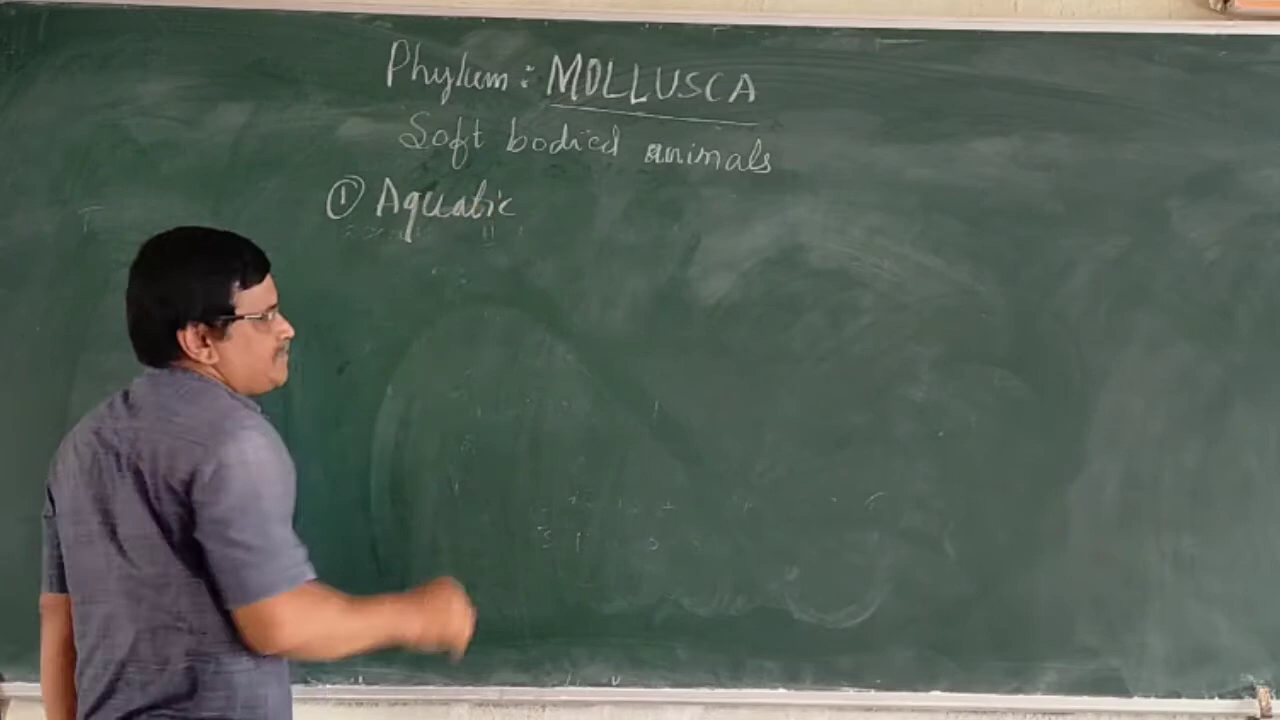 Phylum : MOLLUSCA
Soft bodied animals
① Aquatic